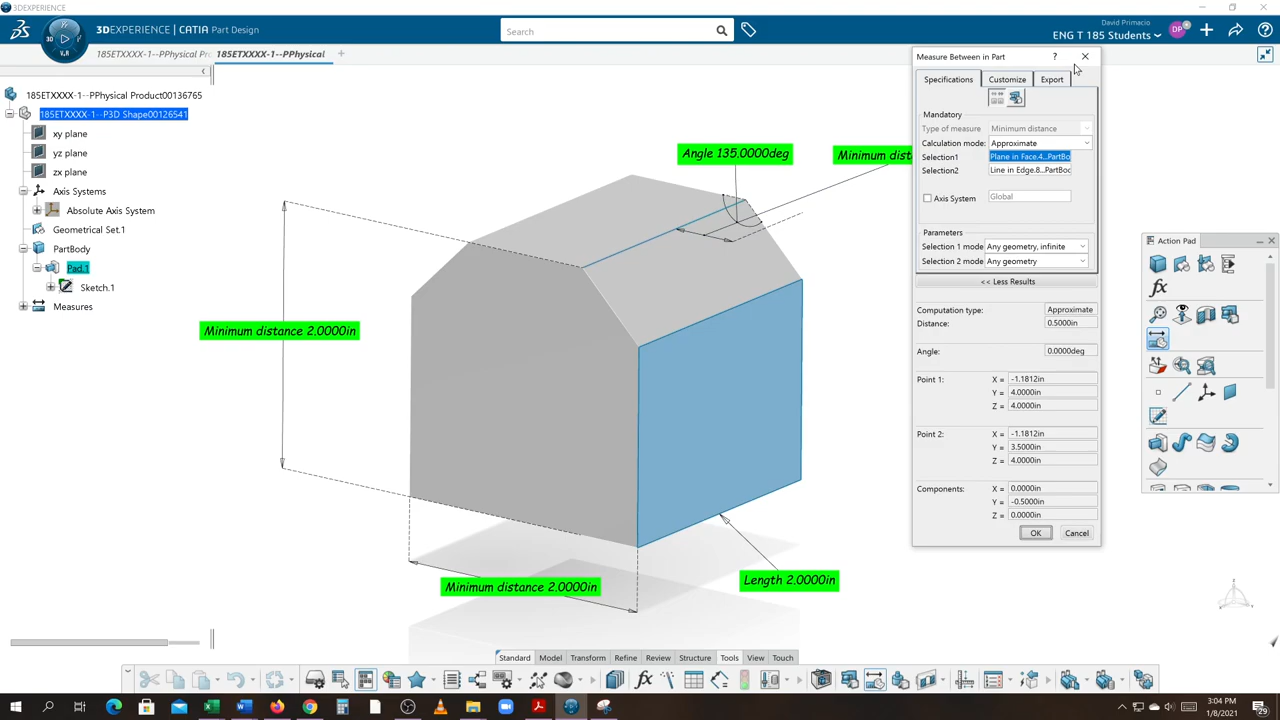 3DEXPERIENCE
3DEXPERIENCE | CATIA Part Design
Search
David Primacio
ENG T 185 Students
DP
V.R
185ETXXXX-1--PPhysical Pr
185ETXXXX-1--PPhysical
185ETXXXX-1--PPhysical Product00136765
185ETXXXX-1--P3D Shape00126541
xy plane
yz plane
zx plane
Axis Systems
Absolute Axis System
Geometrical Set.1
PartBody
Pad.1
Sketch.1
Measures
Angle 135.0000deg
Minimum dist
Minimum distance 2.0000in
Minimum distance 2.0000in
Length 2.0000in
Measure Between in Part
?
Specifications
Customize
Export
Mandatory
Type of measure
Minimum distance
Calculation mode:
Approximate
Selection1
Plane in Face.4...PartBo
Selection2
Line in Edge.8...PartBoc
Axis System
Global
Parameters
Selection 1 mode
Any geometry, infinite
Selection 2 mode
Any geometry
<< Less Results
Computation type:
Approximate
Distance:
0.5000in
Angle:
0.0000deg
Point 1:
X = -1.1812in
Y = 4.0000in
Z = 4.0000in
Point 2:
X = -1.1812in
Y = 3.5000in
Z = 4.0000in
Components:
X = 0.0000in
Y = -0.5000in
Z = 0.0000in
OK
Cancel
Action Pad
fx
Standard
Model
Transform
Refine
Review
Structure
Tools
View
Touch
fx
3:04 PM
1/8/2021